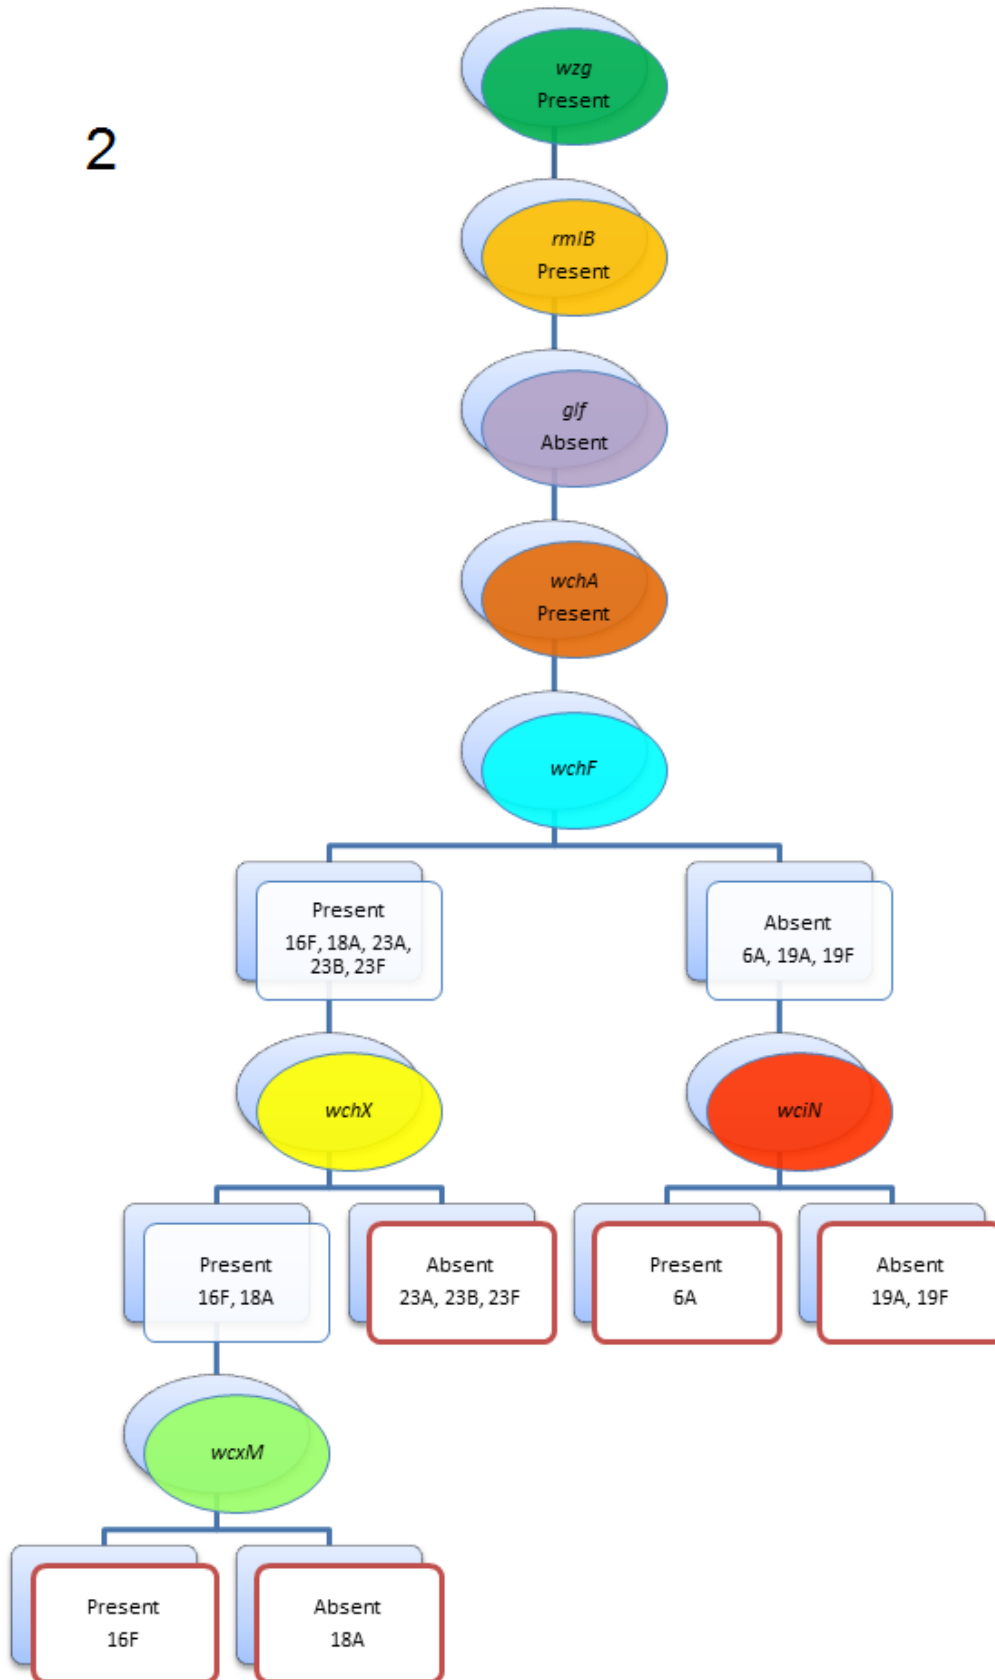 wzg
Present
2
rmlB
Present
glf
Absent
wchA
Present
wchF
Present
16F, 18A, 23A,
23B, 23F
Absent
6A, 19A, 19F
wchX
wciN
Present
16F, 18A
Absent
23A, 23B, 23F
Present
6A
Absent
19A, 19F
wcxM
Present
16F
Absent
18A